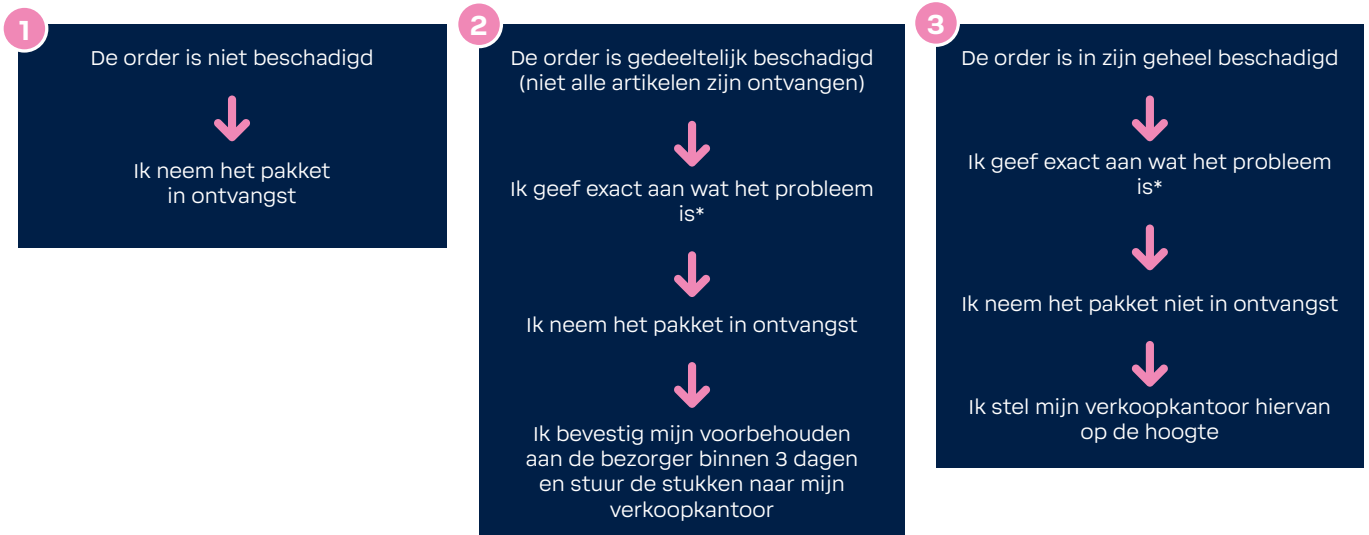 1
De order is niet beschadigd
Ik neem het pakket
in ontvangst
2
De order is gedeeltelijk beschadigd
(niet alle artikelen zijn ontvangen)
Ik geef exact aan wat het probleem
is*
Ik neem het pakket in ontvangst
Ik bevestig mijn voorbehouden
aan de bezorger binnen 3 dagen
en stuur de stukken naar mijn
verkoopkantoor
3
De order is in zijn geheel beschadigd
Ik geef exact aan wat het probleem
is*
Ik neem het pakket niet in ontvangst
Ik stel mijn verkoopkantoor hiervan
op de hoogte